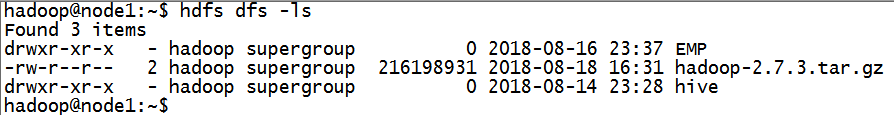 hadoop@node1:~$ hdfs dfs -ls
Found 3 items
drwxr-xr-x   - hadoop supergroup          0 2018-08-16 23:37 EMP
-rw-r--r--   2 hadoop supergroup  216198931 2018-08-18 16:31 hadoop-2.7.3.tar.gz
drwxr-xr-x   - hadoop supergroup          0 2018-08-14 23:28 hive
hadoop@node1:~$